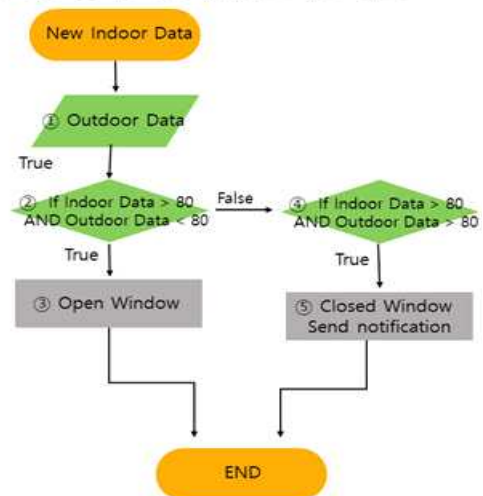 New Indoor Data
① Outdoor Data
True
② If Indoor Data > 80
AND Outdoor Data < 80
False
④ If Indoor Data > 80
AND Outdoor Data > 80
True
True
③ Open Window
⑤ Closed Window
Send notification
END